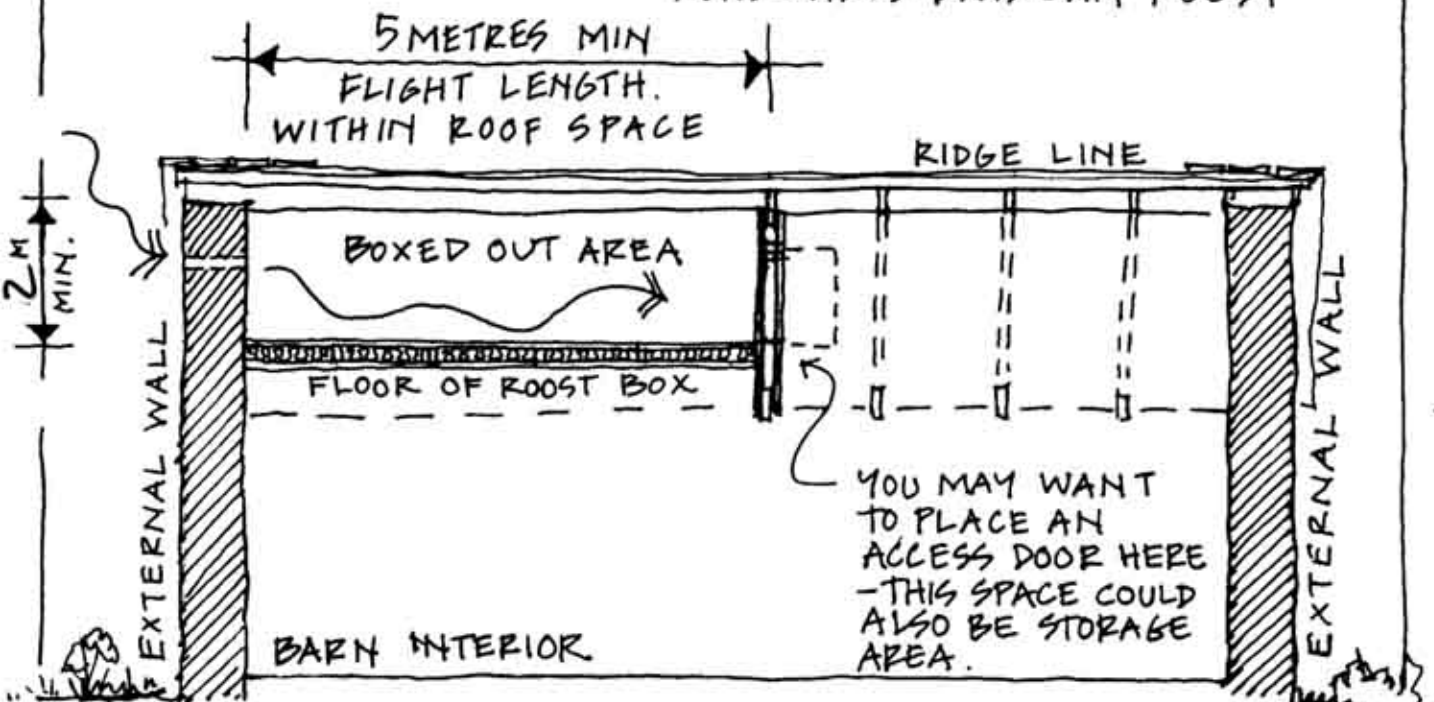 5 METRES MIN
FLIGHT LENGTH.
WITHIN ROOF SPACE
RIDGE LINE
2M
MIN.
BOXED OUT AREA
FLOOR OF ROOST BOX
EXTERNAL WALL
EXTERNAL WALL
YOU MAY WANT
TO PLACE AN
ACCESS DOOR HERE
-THIS SPACE COULD
ALSO BE STORAGE
AREA.
BARN INTERIOR